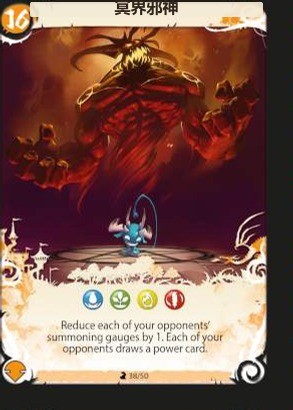 16
冥界邪神
Reduce each of your opponents'
summoning gauges by 1. Each of your
opponents draws a power card.
38/50